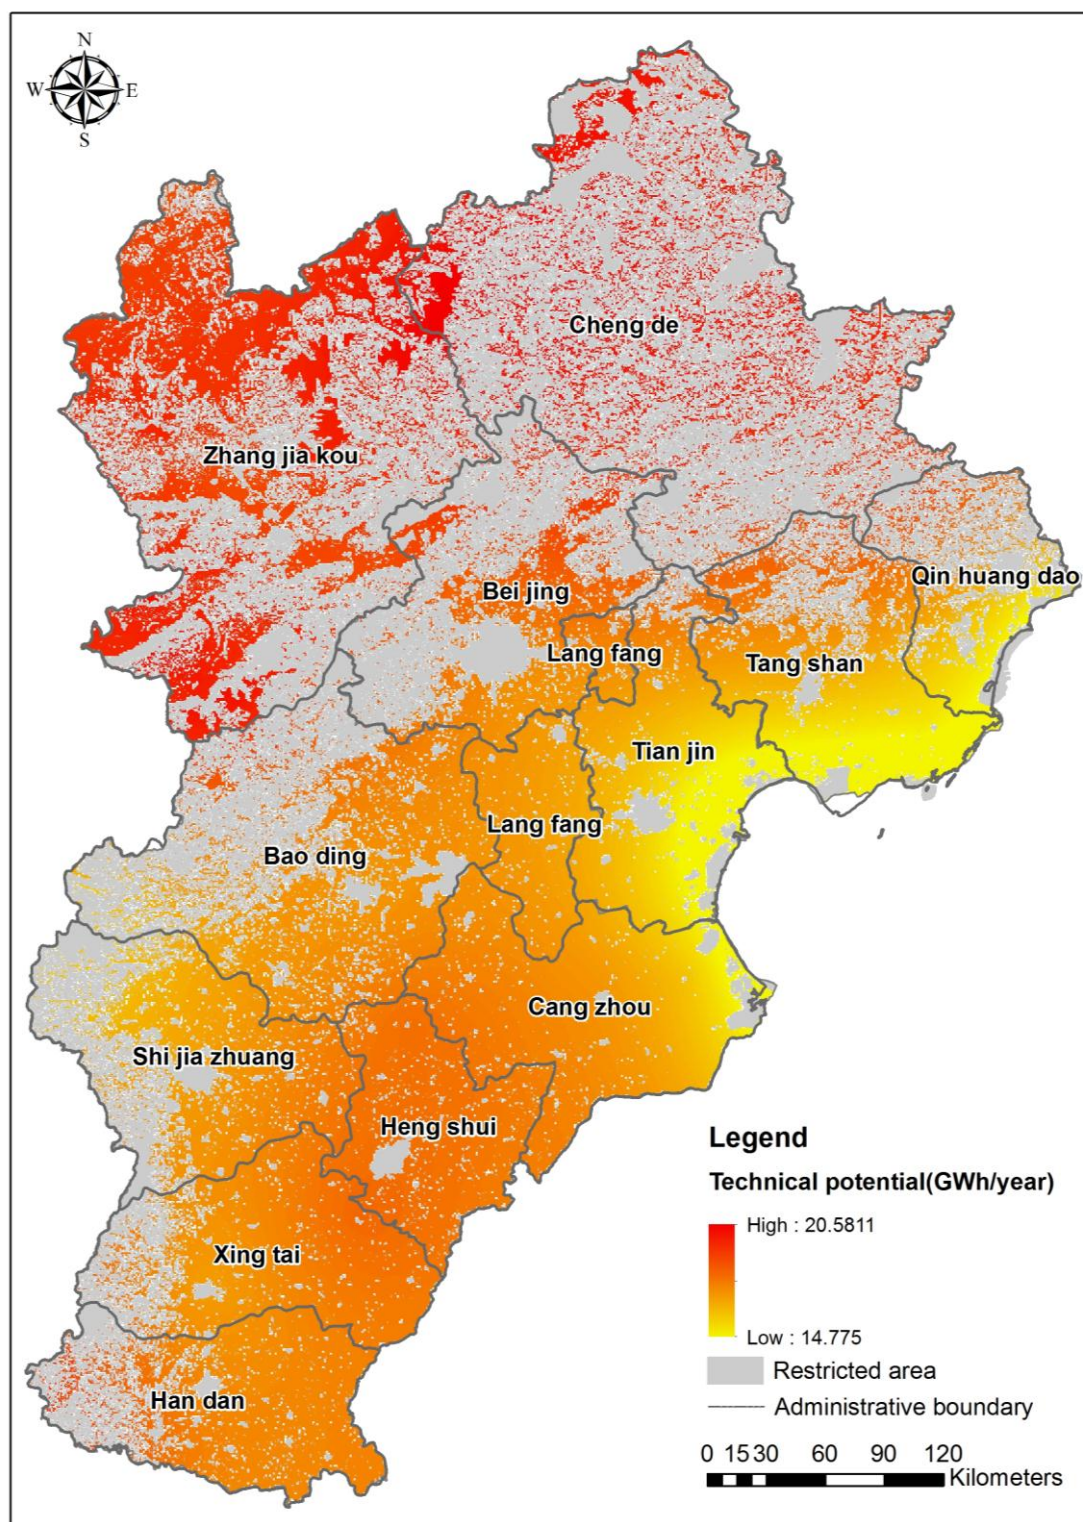 N
W E
S
Cheng de
Zhang jia kou
Qin huang dao
Bei jing
Lang fang
Tang shan
Tian jin
Lang fang
Bao ding
Cang zhou
Shi jia zhuang
Heng shui
Xing tai
Han dan
Legend
Technical potential(GWh/year)
High : 20.5811
Low : 14.775
Restricted area
Administrative boundary
0 15 30 60 90 120
Kilometers